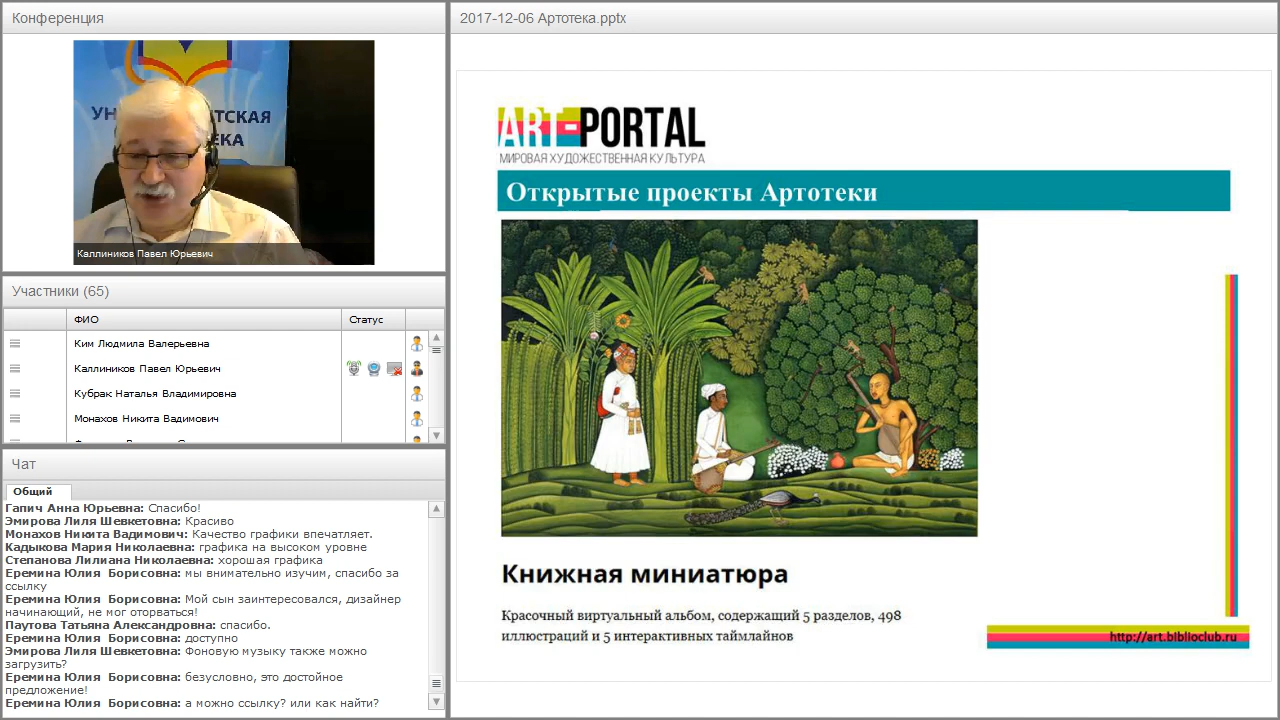 Конференция
УН
АТСКАЯ
ЕКА
Каллиников Павел Юрьевич
Участники (65)
ФИО
Статус
Ким Людмила Валерьевна
Каллиников Павел Юрьевич
Кубрак Наталья Владимировна
Монахов Никита Вадимович
Чат
Общий
Гапич Анна Юрьевна: Спасибо!
Эмирова Лиля Шевкетовна: Красиво
Монахов Никита Вадимович: Качество графики впечатляет.
Кадыкова Мария Николаевна: графика на высоком уровне
Степанова Лилиана Николаевна: хорошая графика
Еремина Юлия Борисовна: мы внимательно изучим, спасибо за
ссылку
Еремина Юлия Борисовна: Мой сын заинтересовался, дизайнер
начинающий, не мог оторваться!
Паутова Татьяна Александровна: спасибо.
Еремина Юлия Борисовна: доступно
Эмирова Лиля Шевкетовна: Фоновую музыку также можно
загрузить?
Еремина Юлия Борисовна: безусловно, это достойное
предложение!
Еремина Юлия Борисовна: а можно ссылку? или как найти?
2017-12-06 Артотека.pptx
ART-PORTAL
МИРОВАЯ ХУДОЖЕСТВЕННАЯ КУЛЬТУРА
Открытые проекты Артотеки
Книжная миниатюра
Красочный виртуальный альбом, содержащий 5 разделов, 498
иллюстраций и 5 интерактивных таймлайнов
http://art.biblioclub.ru